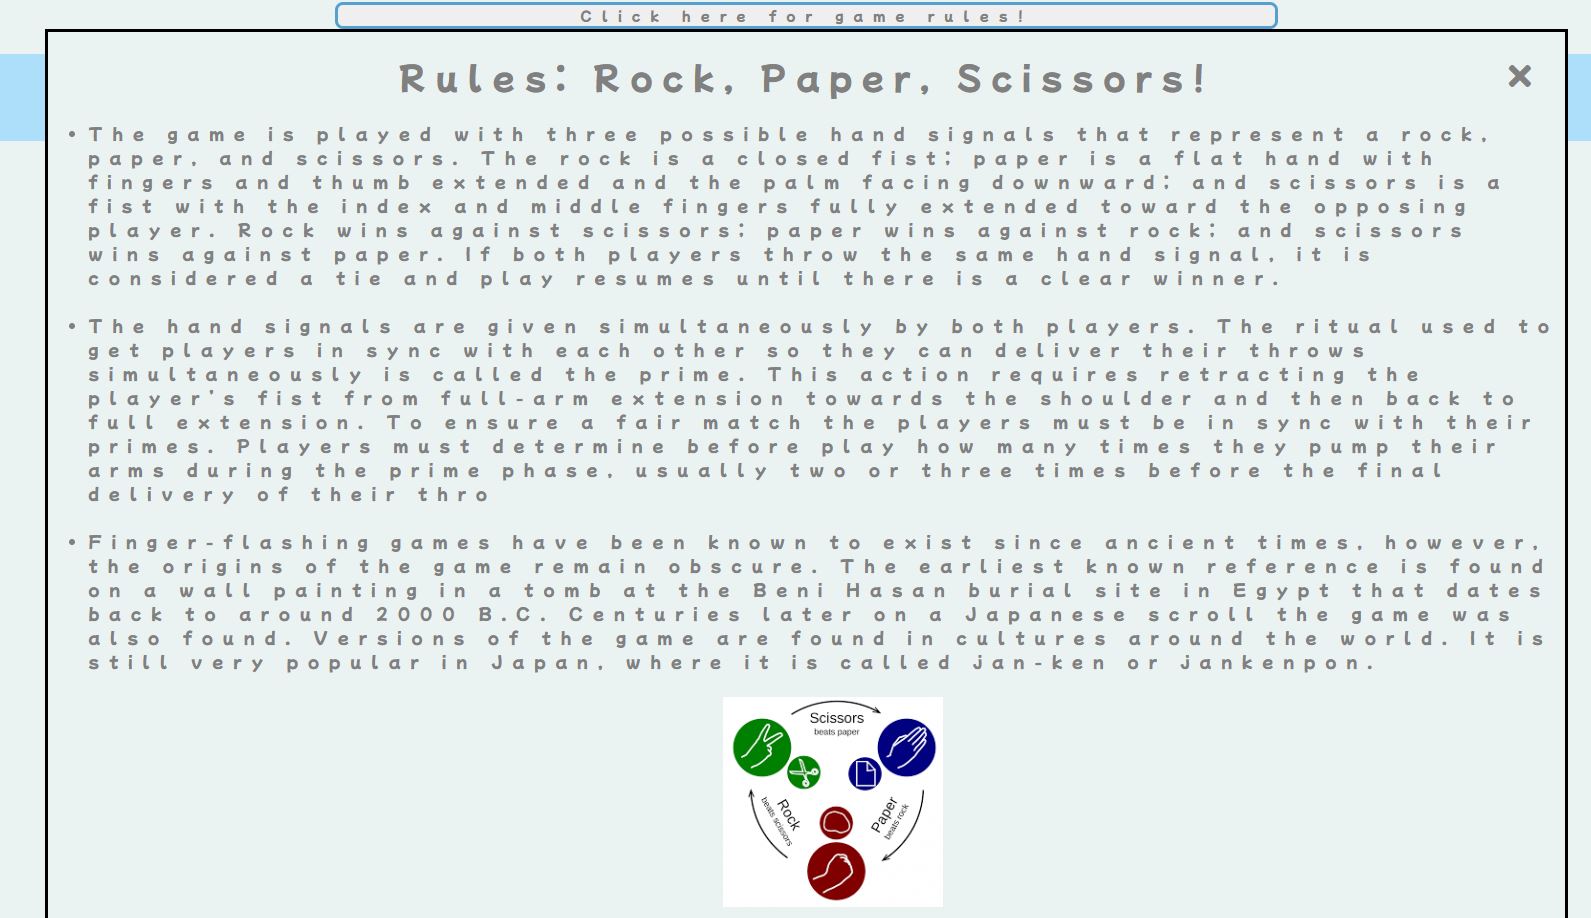 Click here for game rules!
Rules: Rock, Paper, Scissors!
×
• The game is played with three possible hand signals that represent a rock,
paper, and scissors. The rock is a closed fist; paper is a flat hand with
fingers and thumb extended and the palm facing downward; and scissors is a
fist with the index and middle fingers fully extended toward the opposing
player. Rock wins against scissors; paper wins against rock; and scissors
wins against paper. If both players throw the same hand signal, it is
considered a tie and play resumes until there is a clear winner.
• The hand signals are given simultaneously by both players. The ritual used to
get players in sync with each other so they can deliver their throws
simultaneously is called the prime. This action requires retracting the
player's fist from full-arm extension towards the shoulder and then back to
full extension. To ensure a fair match the players must be in sync with their
primes. Players must determine before play how many times they pump their
arms during the prime phase, usually two or three times before the final
delivery of their thro
• Finger-flashing games have been known to exist since ancient times, however,
the origins of the game remain obscure. The earliest known reference is found
on a wall painting in a tomb at the Beni Hasan burial site in Egypt that dates
back to around 2000 B.C. Centuries later on a Japanese scroll the game was
also found. Versions of the game are found in cultures around the world. It is
still very popular in Japan, where it is called jan-ken or jankenpon.
Scissors
beats paper
Rock
beats scissors
Paper
beats rock